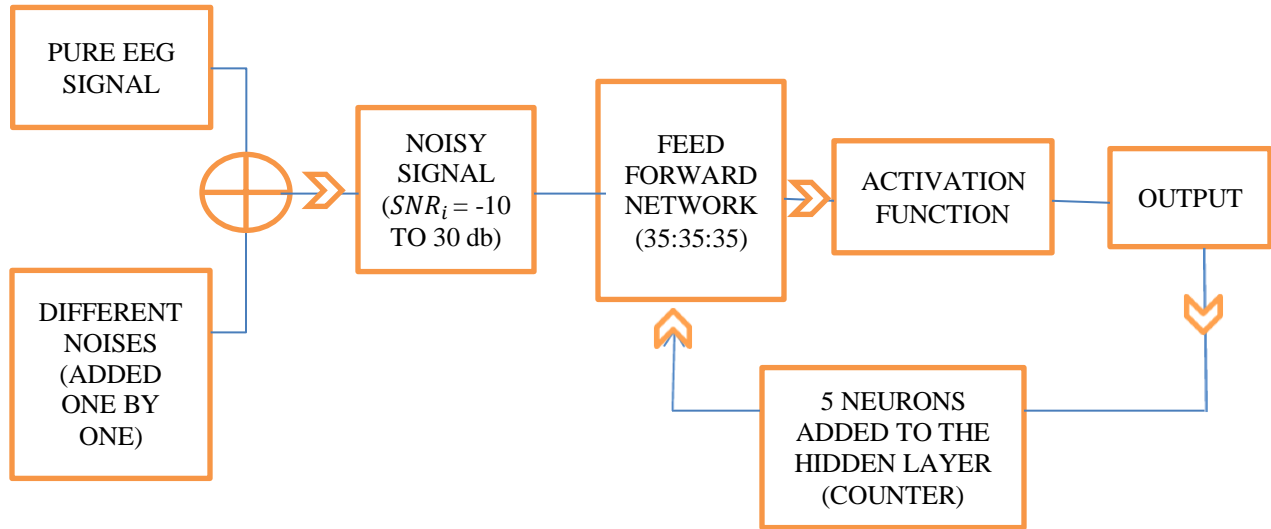 PURE EEG
SIGNAL
DIFFERENT
NOISES
(ADDED
ONE BY
ONE)
NOISY
SIGNAL
(SNRᵢ = -10
TO 30 db)
FEED
FORWARD
NETWORK
(35:35:35)
ACTIVATION
FUNCTION
OUTPUT
5 NEURONS
ADDED TO THE
HIDDEN LAYER
(COUNTER)